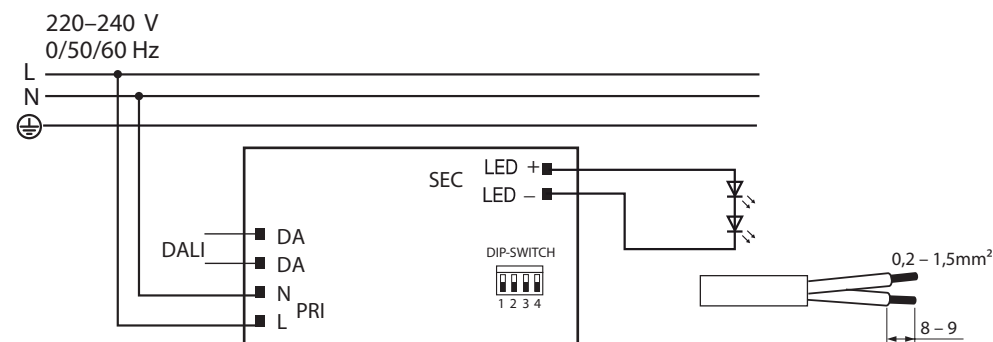 220–240 V
0/50/60 Hz
L
N
LED +
SEC
LED –
DALI
DA
DA
N
PRI
L
DIP-SWITCH
1 2 3 4
0,2 – 1,5mm²
8 – 9